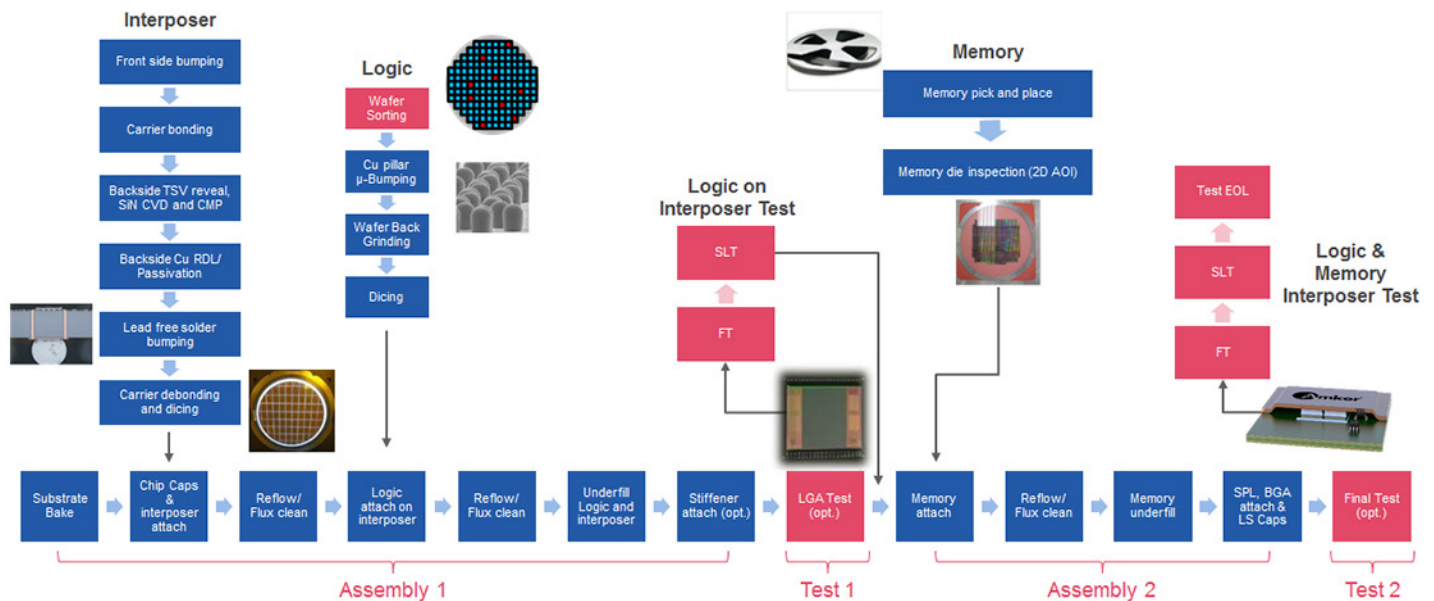 Interposer
Front side bumping
Carrier bonding
Backside TSV reveal,
SiN CVD and CMP
Backside Cu RDL/
Passivation
Lead free solder
bumping
Carrier debonding
and dicing
Logic
Wafer
Sorting
Cu pillar
μ-Bumping
Wafer Back
Grinding
Dicing
Logic on
Interposer Test
SLT
FT
Memory
Memory pick and place
Memory die inspection (2D AOI)
Test EOL
SLT
FT
Logic &
Memory
Interposer Test
Amkor
Substrate
Bake
Chip Caps
&
interposer
attach
Reflow/
Flux clean
Logic
attach on
interposer
Reflow/
Flux clean
Underfill
Logic and
interposer
Stiffener
attach (opt.)
LGA Test
(opt.)
Memory
attach
Reflow/
Flux clean
Memory
underfill
SPL, BGA
attach &
LS Caps
Final Test
(opt.)
Assembly 1
Test 1
Assembly 2
Test 2